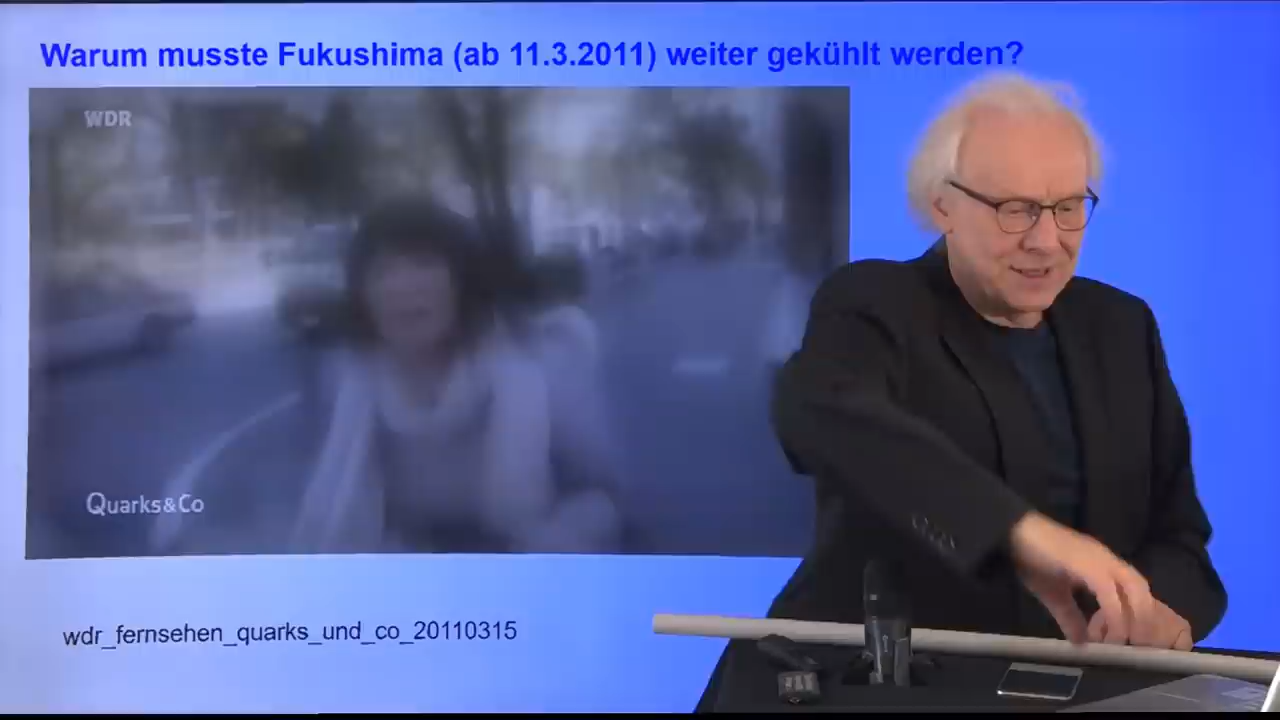 Warum musste Fukushima (ab 11.3.2011) weiter gekühlt werden?
WDR
Quarks&Co
wdr_fernsehen_quarks_und_co_20110315